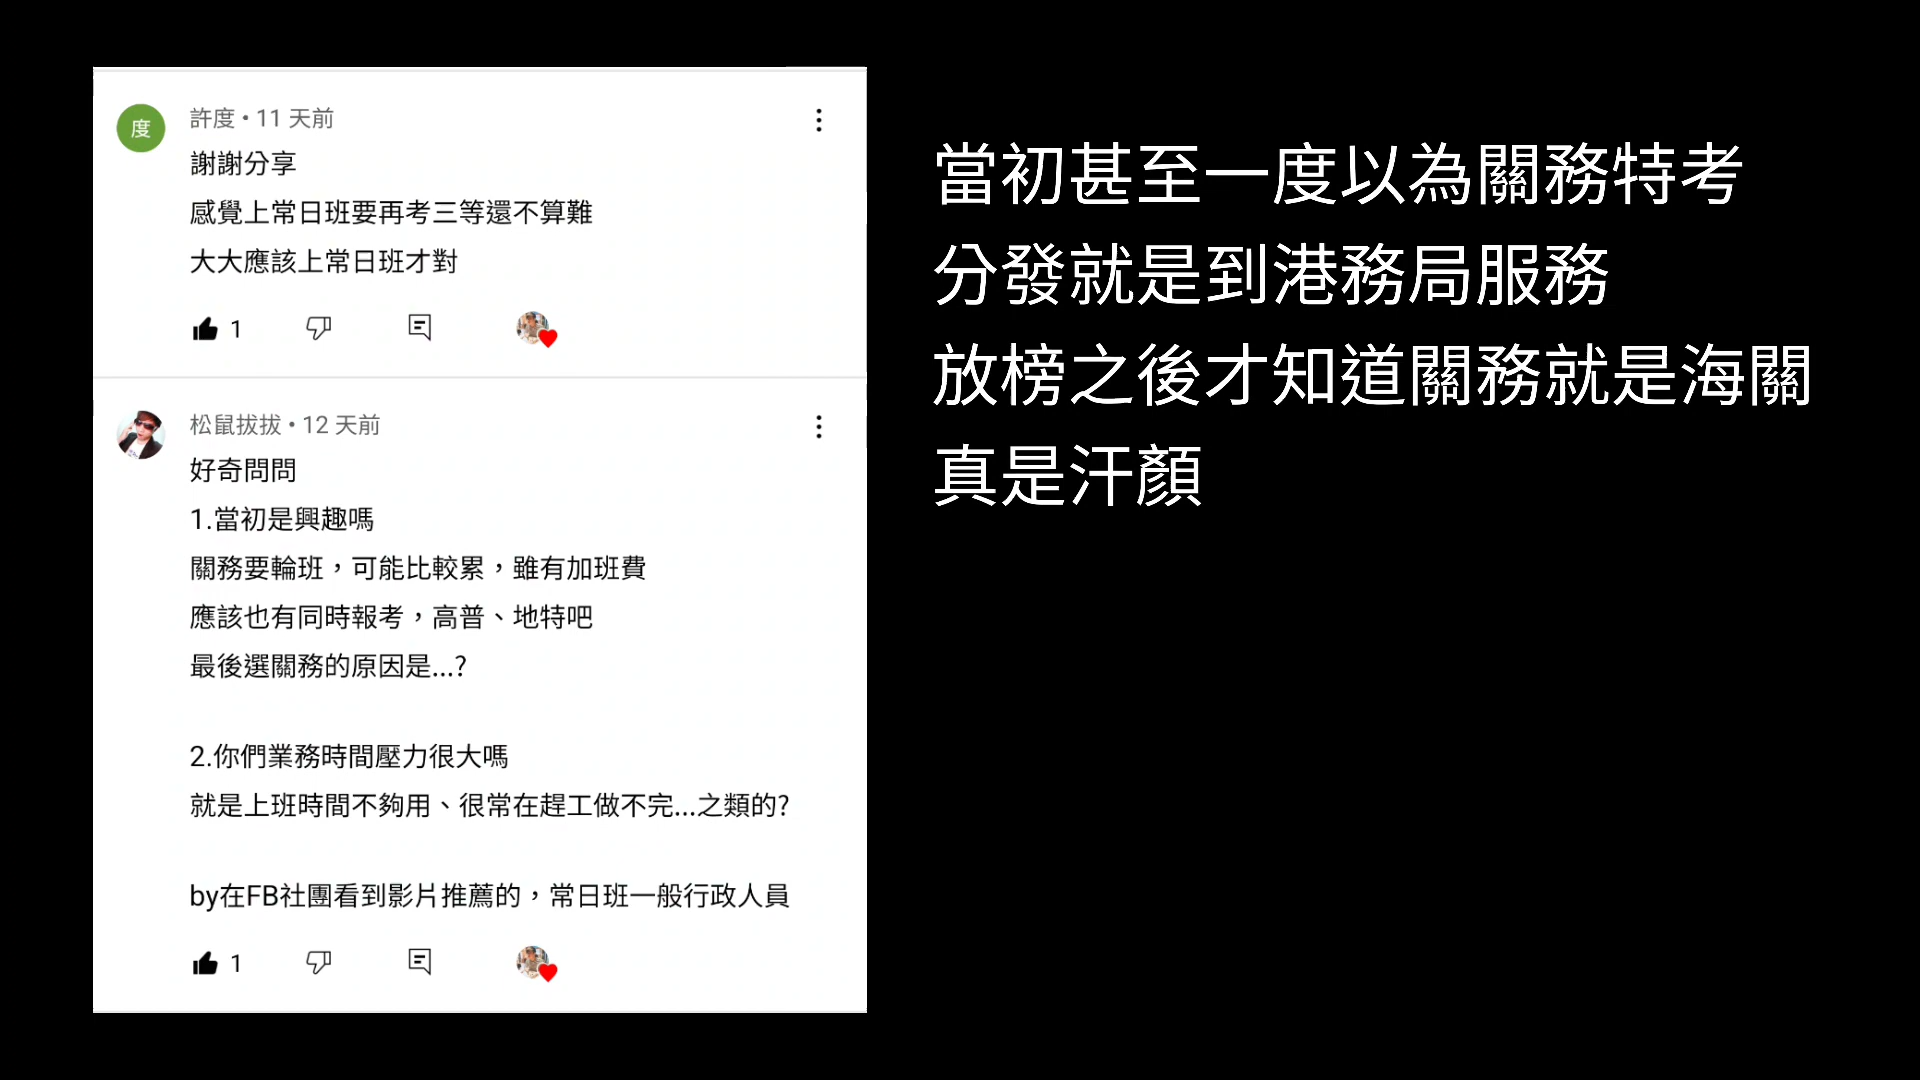 度
許度 • 11 天前
謝謝分享
感覺上常日班要再考三等還不算難
大大應該上常日班才對
1
松鼠拔拔 • 12 天前
好奇問問
1.當初是興趣嗎
關務要輪班，可能比較累，雖有加班費
應該也有同時報考，高普、地特吧
最後選關務的原因是...?
2.你們業務時間壓力很大嗎
就是上班時間不夠用、很常在趕工做不完...之類的?
by在FB社團看到影片推薦的，常日班一般行政人員
1
當初甚至一度以為關務特考
分發就是到港務局服務
放榜之後才知道關務就是海關
真是汗顏